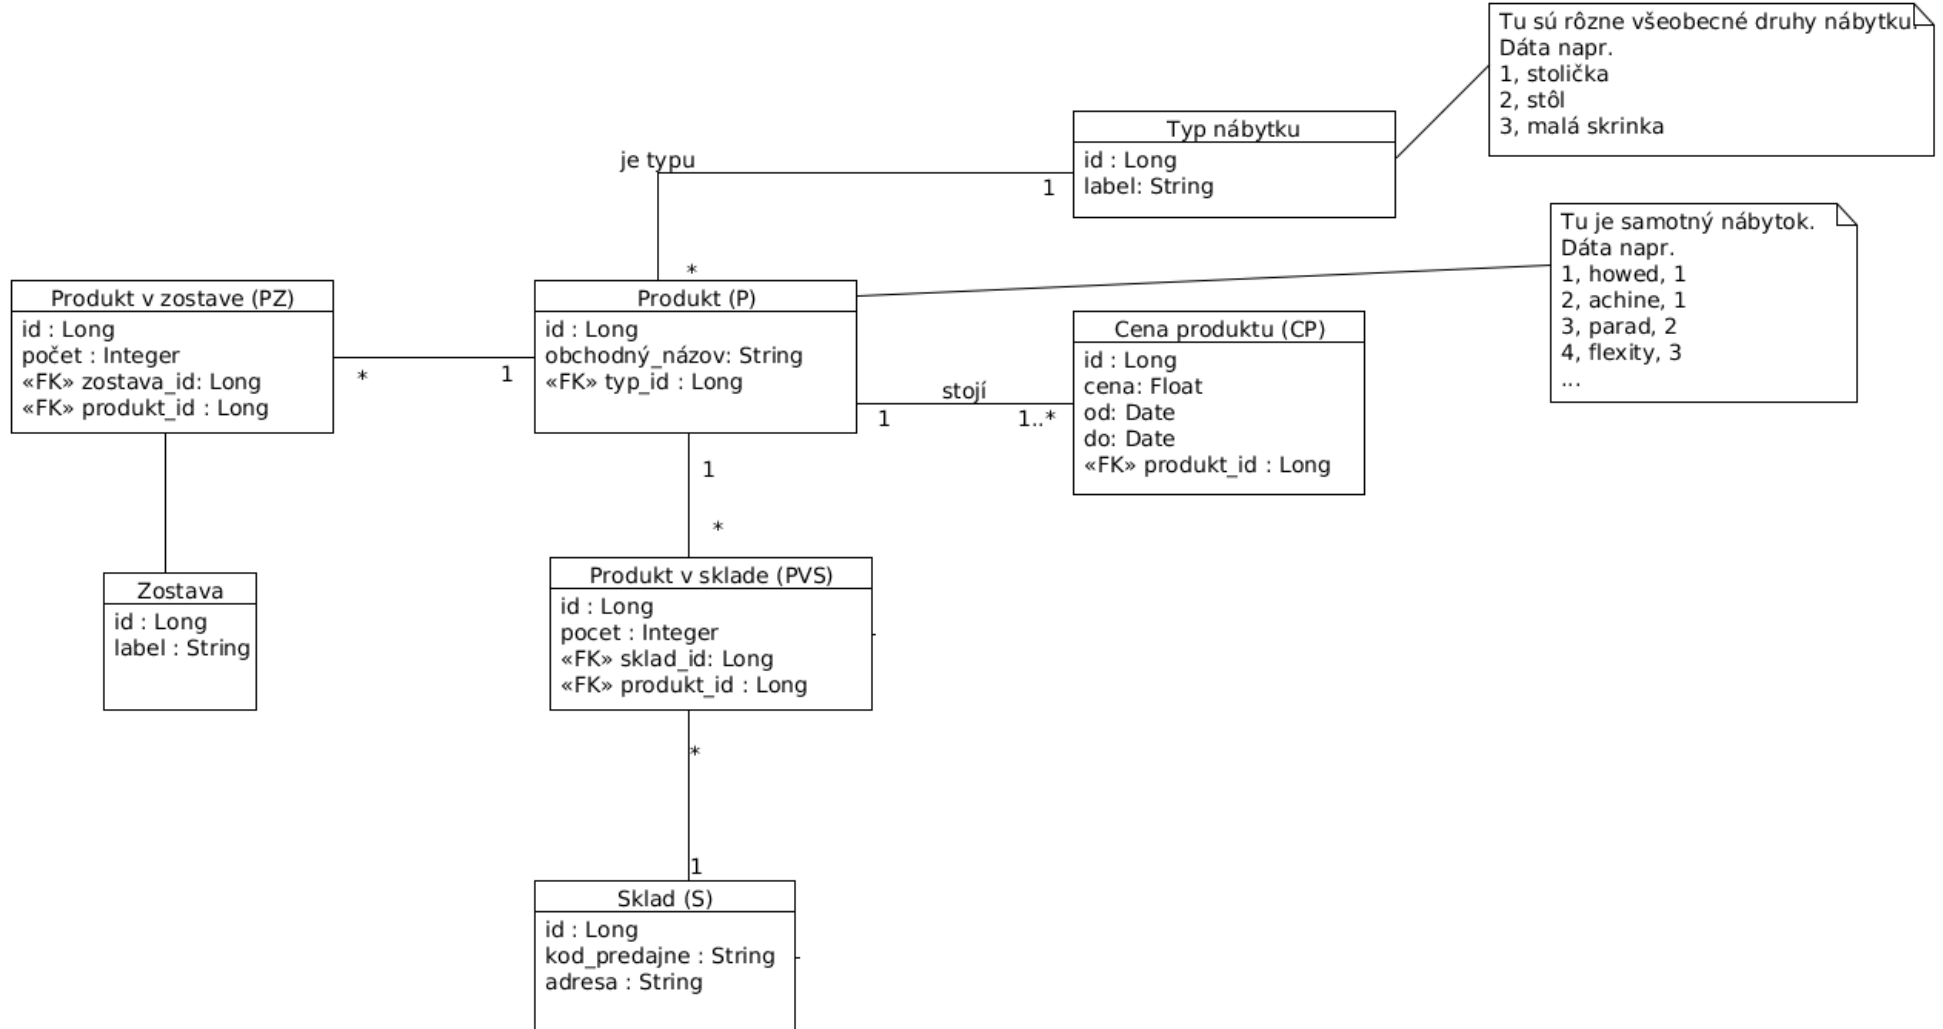 Tu sú rôzne všeobecné druhy nábytku.
Dáta napr.
1, stolička
2, stôl
3, malá skrinka
Typ nábytku
id : Long
label: String
je typu
1
*
Tu je samotný nábytok.
Dáta napr.
1, howed, 1
2, achine, 1
3, parad, 2
4, flexity, 3
...
Produkt v zostave (PZ)
id : Long
počet : Integer
«FK» zostava_id: Long
«FK» produkt_id : Long
*
1
Produkt (P)
id : Long
obchodný_názov: String
«FK» typ_id : Long
stojí
1
1..*
Cena produktu (CP)
id : Long
cena: Float
od: Date
do: Date
«FK» produkt_id : Long
1
*
Zostava
id : Long
label : String
Produkt v sklade (PVS)
id : Long
pocet : Integer
«FK» sklad_id: Long
«FK» produkt_id : Long
*
1
Sklad (S)
id : Long
kod_predajne : String
adresa : String